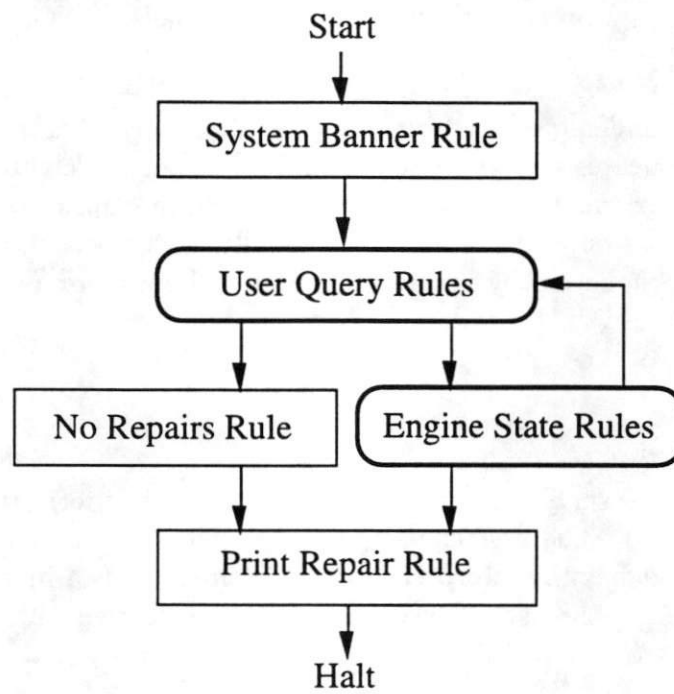 Start
System Banner Rule
User Query Rules
No Repairs Rule
Engine State Rules
Print Repair Rule
Halt